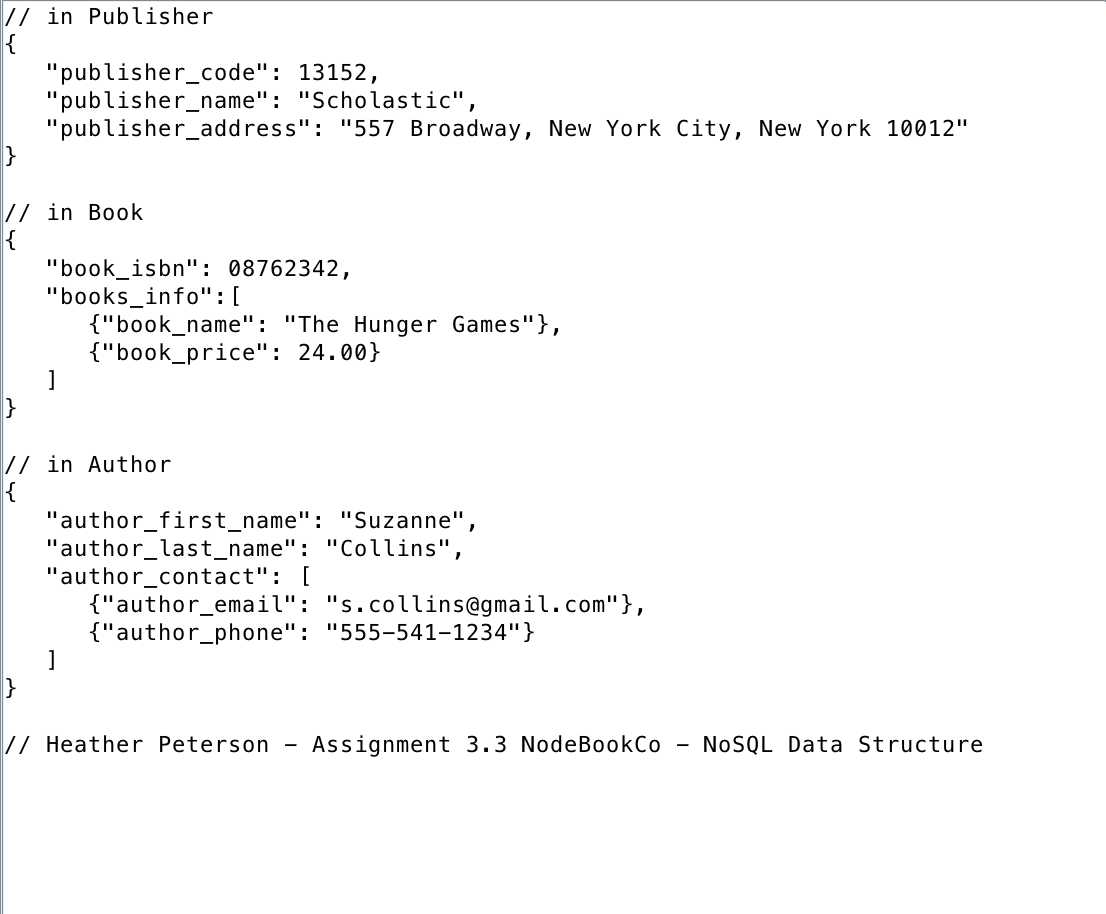 // in Publisher
{
   "publisher_code": 13152,
   "publisher_name": "Scholastic",
   "publisher_address": "557 Broadway, New York City, New York 10012"
}

// in Book
{
   "book_isbn": 08762342,
   "books_info":[
      {"book_name": "The Hunger Games"},
      {"book_price": 24.00}
   ]
}

// in Author
{
   "author_first_name": "Suzanne",
   "author_last_name": "Collins",
   "author_contact": [
      {"author_email": "s.collins@gmail.com"},
      {"author_phone": "555-541-1234"}
   ]
}

// Heather Peterson - Assignment 3.3 NodeBookCo - NoSQL Data Structure